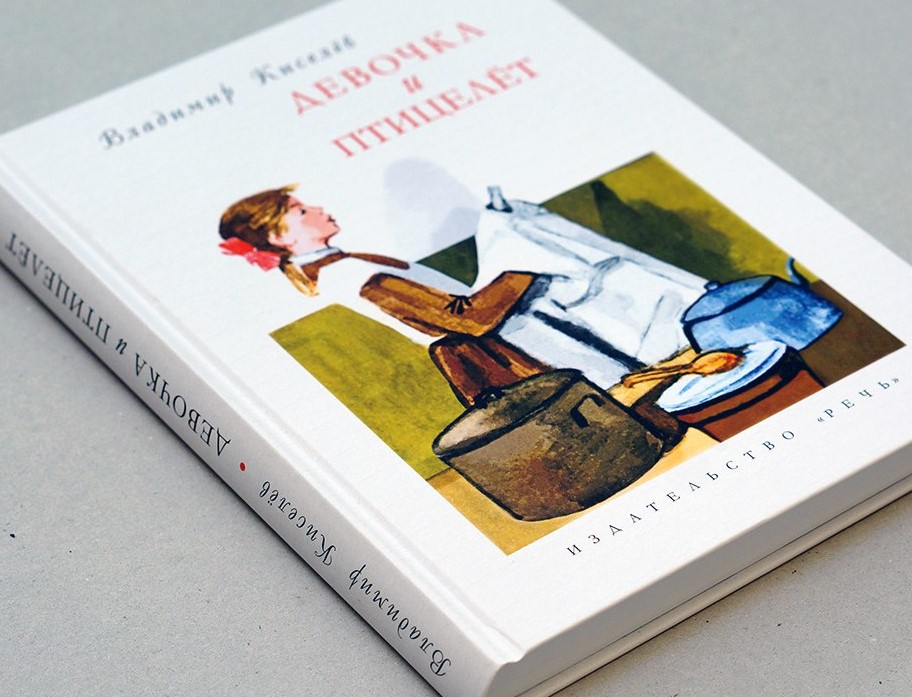 Владимир Киселёв
ДЕВОЧКА
и
ПТИЦЕЛЁТ
ИЗДАТЕЛЬСТВО «РЕЧЬ»
Владимир Киселёв • ДЕВОЧКА и ПТИЦЕЛЁТ